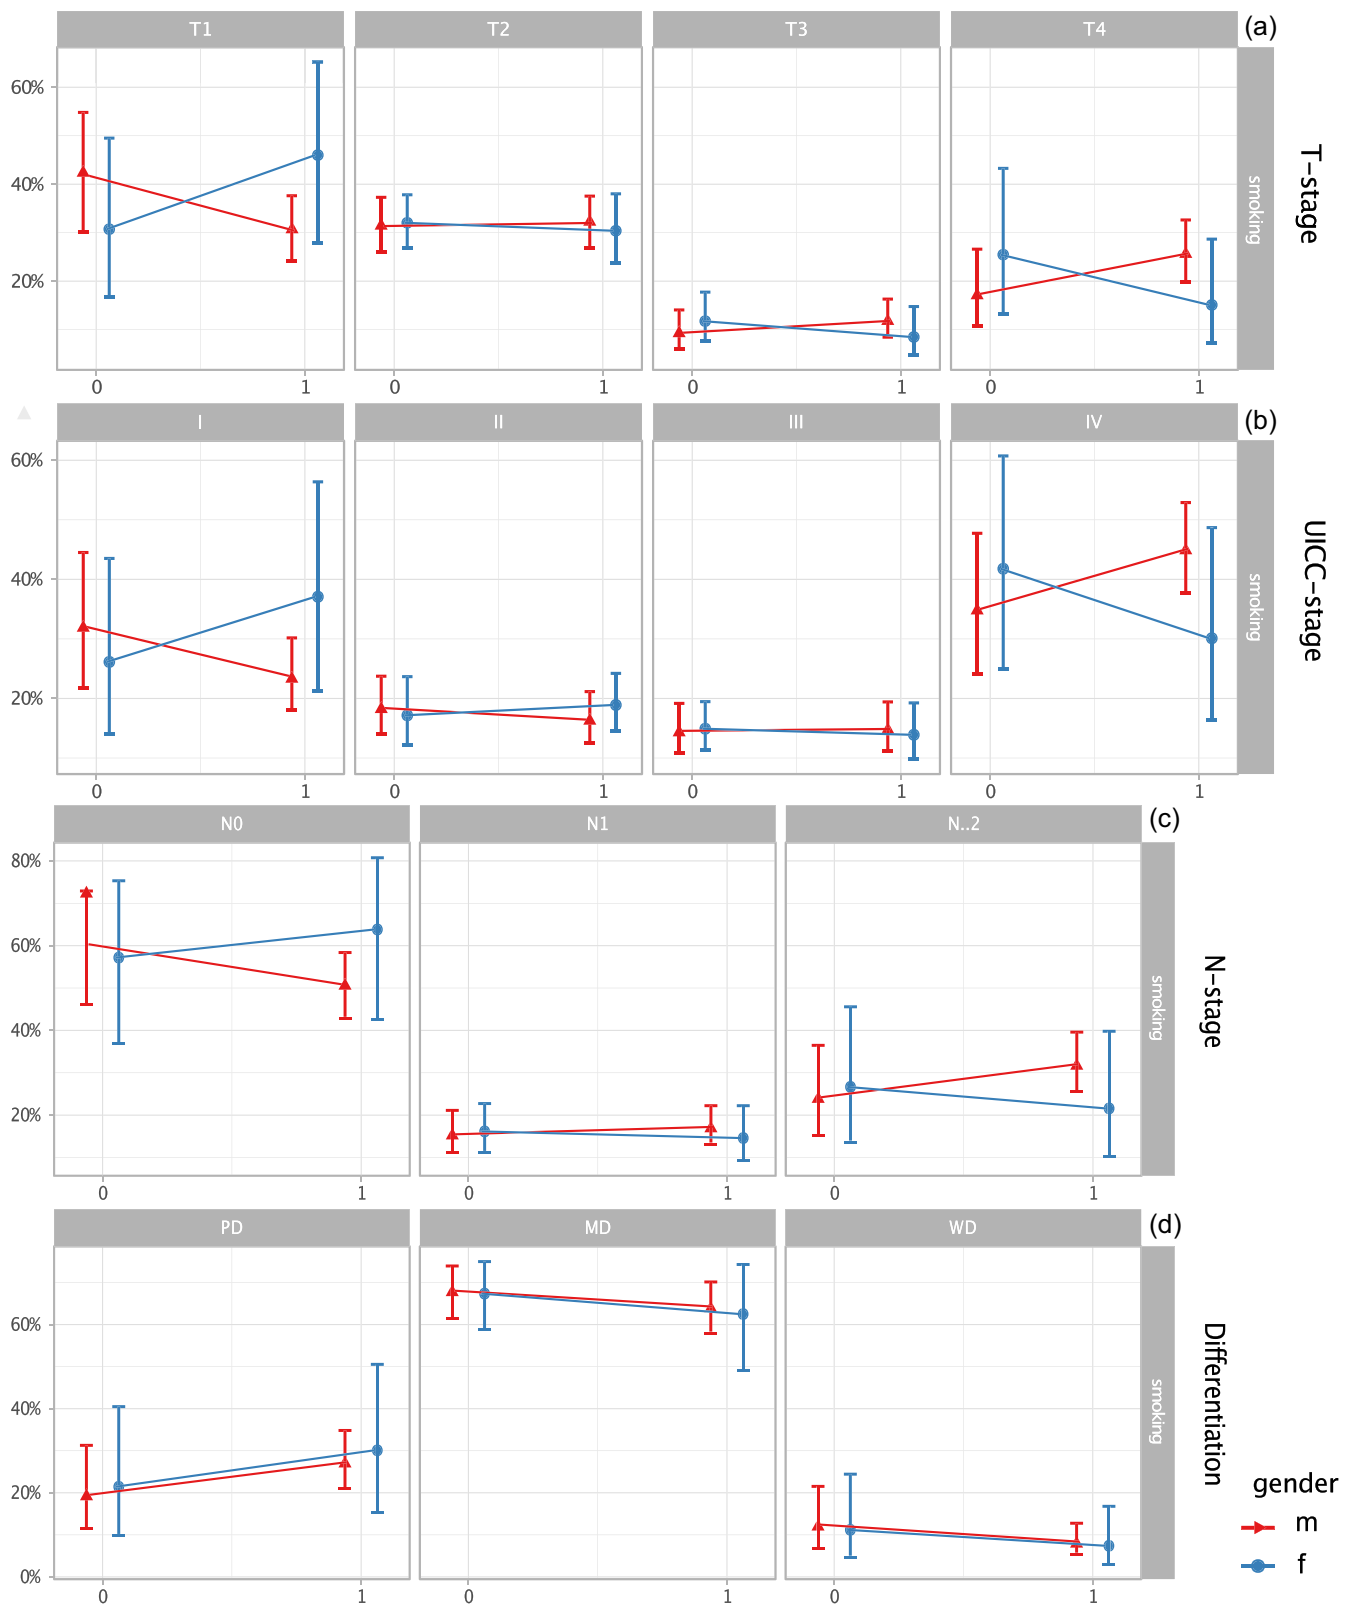 T1 T2 T3 T4 (a)
60%
40%
20%
smoking
T-stage
0 1 0 1 0 1 0 1
I II III IV (b)
60%
40%
20%
smoking
UICC-stage
0 1 0 1 0 1 0 1
N0 N1 N..2 (c)
80%
60%
40%
20%
smoking
N-stage
0 1 0 1 0 1
PD MD WD (d)
60%
40%
20%
0%
smoking
Differentiation
0 1 0 1 0 1
gender
m
f